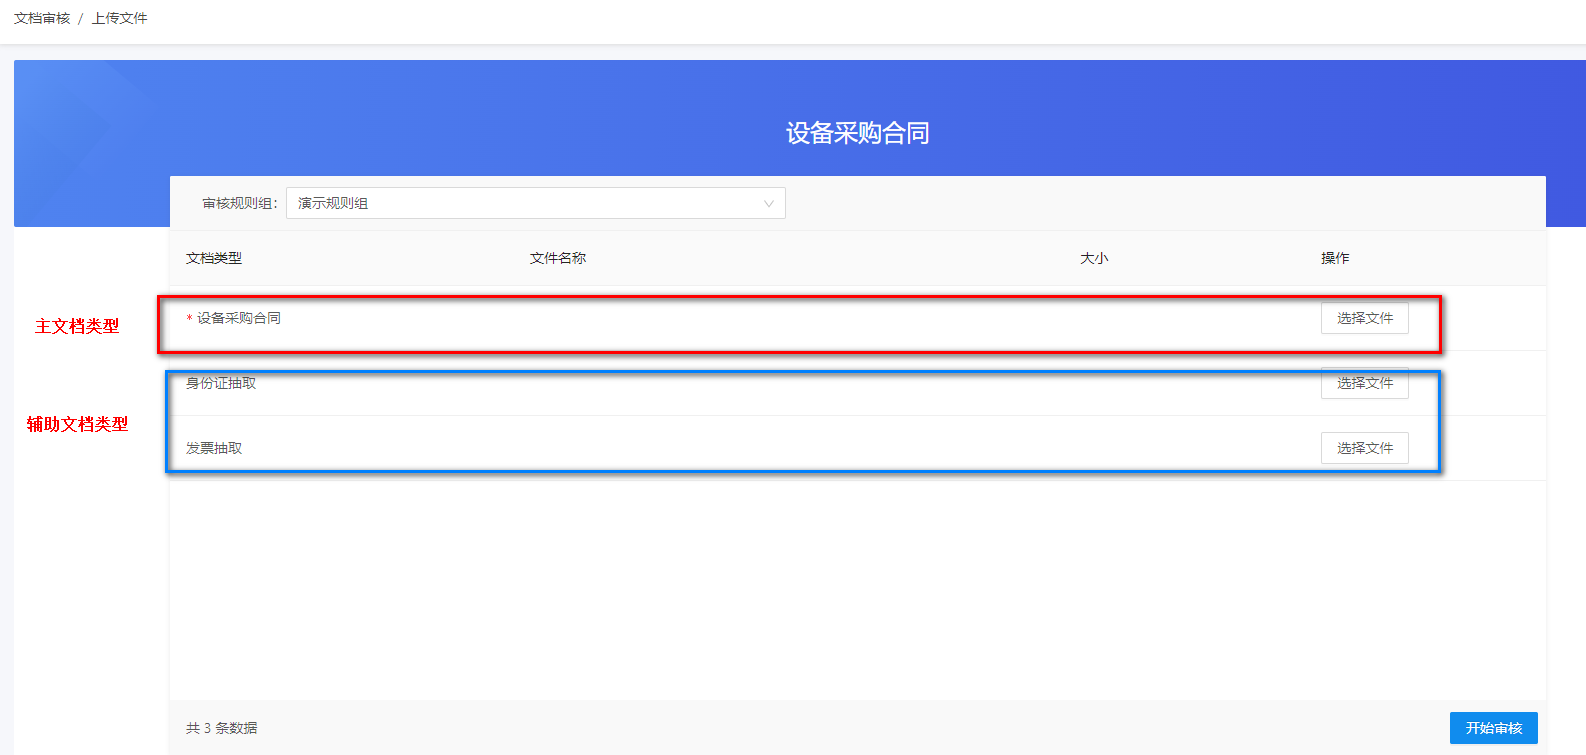 文档审核 / 上传文件
设备采购合同
审核规则组: 演示规则组
文档类型 文件名称 大小 操作
主文档类型
* 设备采购合同 选择文件
身份证抽取 选择文件
辅助文档类型
发票抽取 选择文件
共 3 条数据 开始审核